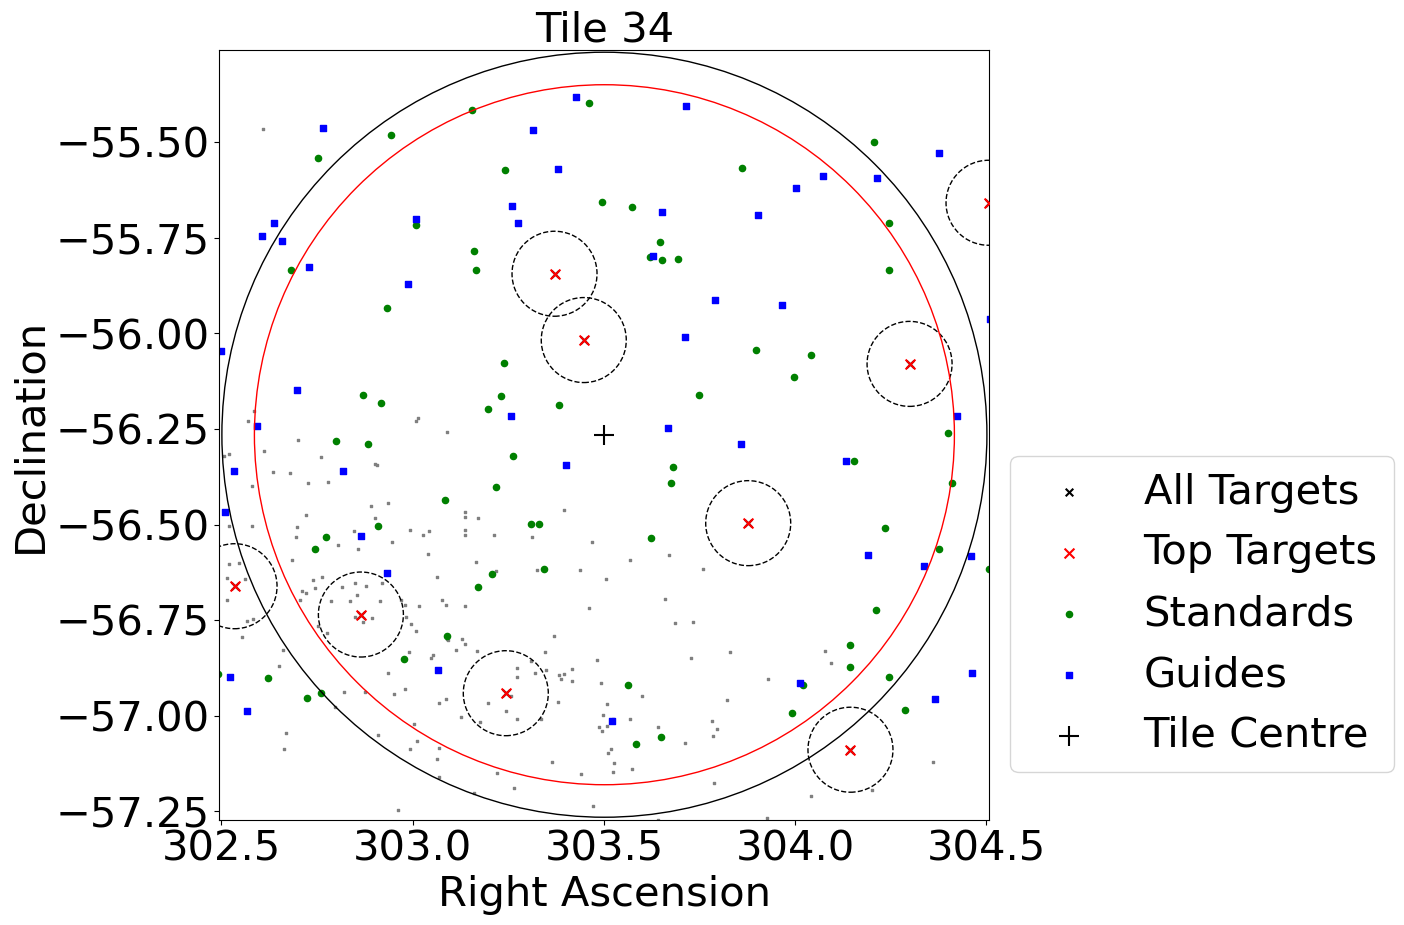 Tile 34
−55.50
−55.75
−56.00
−56.25
−56.50
−56.75
−57.00
−57.25
Declination
302.5 303.0 303.5 304.0 304.5
Right Ascension
All Targets
Top Targets
Standards
Guides
Tile Centre